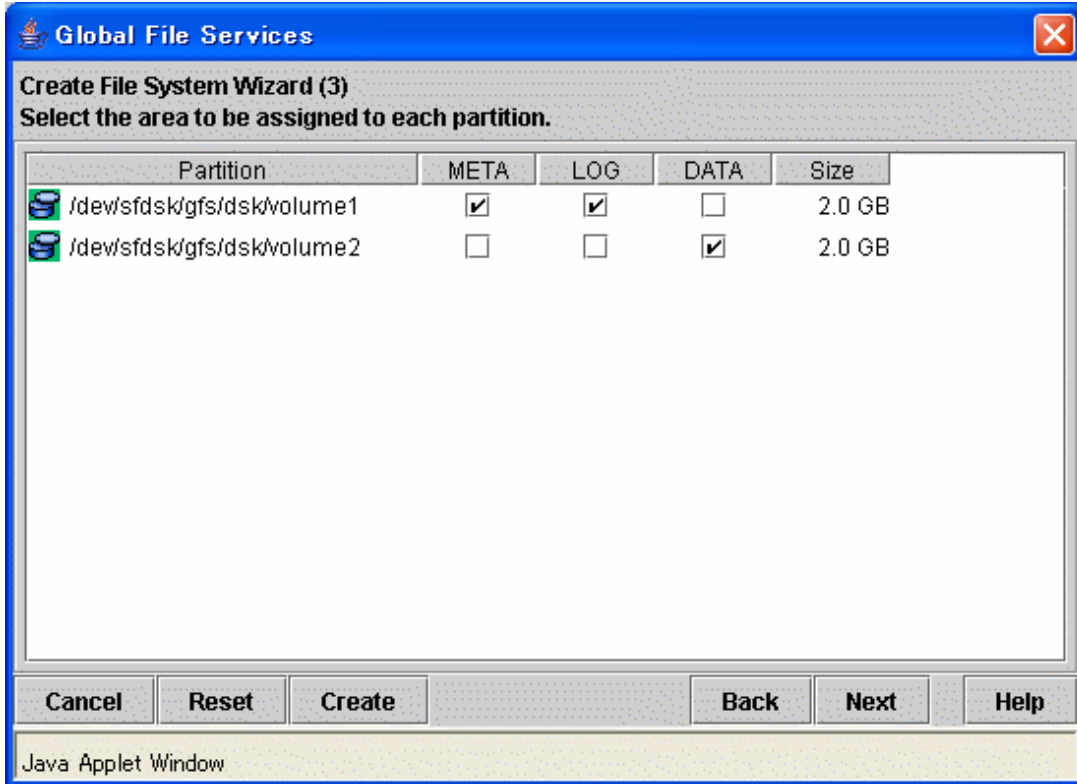 Global File Services
Create File System Wizard (3)
Select the area to be assigned to each partition.
Partition META LOG DATA Size
/dev/sfdsk/gfs/dsk/volume1 2.0 GB
/dev/sfdsk/gfs/dsk/volume2 2.0 GB
Cancel Reset Create Back Next Help
Java Applet Window